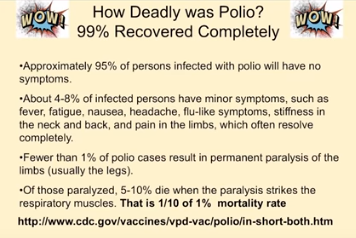 WOW!
How Deadly was Polio?
WOW!
99% Recovered Completely
•Approximately 95% of persons infected with polio will have no
symptoms.
•About 4-8% of infected persons have minor symptoms, such as
fever, fatigue, nausea, headache, flu-like symptoms, stiffness in
the neck and back, and pain in the limbs, which often resolve
completely.
•Fewer than 1% of polio cases result in permanent paralysis of the
limbs (usually the legs).
•Of those paralyzed, 5-10% die when the paralysis strikes the
respiratory muscles. That is 1/10 of 1% mortality rate
http://www.cdc.gov/vaccines/vpd-vac/polio/in-short-both.htm